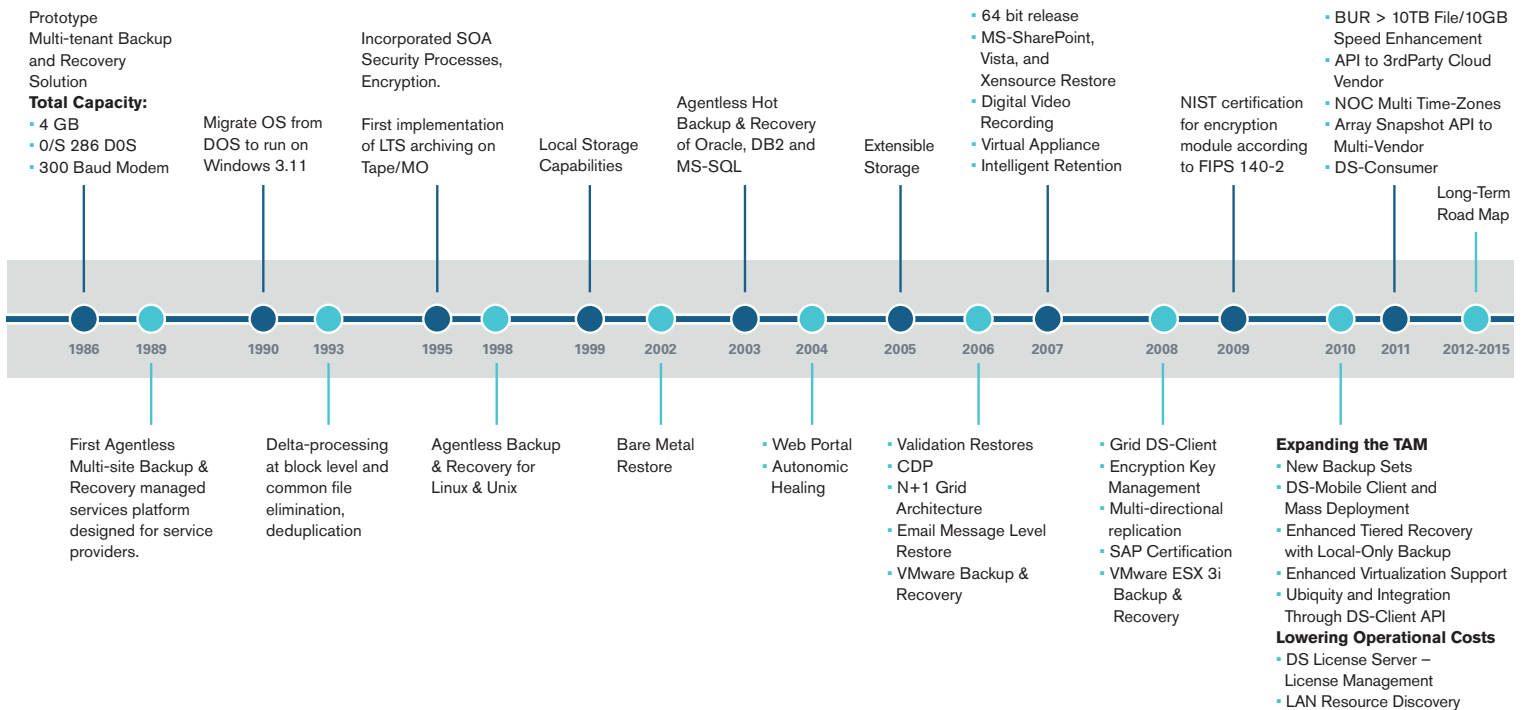 Prototype
Multi-tenant Backup
and Recovery
Solution
Total Capacity:
▪ 4 GB
▪ 0/S 286 D0S
▪ 300 Baud Modem
Migrate OS from
DOS to run on
Windows 3.11
Incorporated SOA
Security Processes,
Encryption.
First implementation
of LTS archiving on
Tape/MO
Local Storage
Capabilities
Agentless Hot
Backup & Recovery
of Oracle, DB2 and
MS-SQL
Extensible
Storage
▪ 64 bit release
▪ MS-SharePoint,
Vista, and
Xensource Restore
▪ Digital Video
Recording
▪ Virtual Appliance
▪ Intelligent Retention
NIST certification
for encryption
module according
to FIPS 140-2
▪ BUR > 10TB File/10GB
Speed Enhancement
▪ API to 3rdParty Cloud
Vendor
▪ NOC Multi Time-Zones
▪ Array Snapshot API to
Multi-Vendor
▪ DS-Consumer
Long-Term
Road Map
1986 1989 1990 1993 1995 1998 1999 2002 2003 2004 2005 2006 2007 2008 2009 2010 2011 2012-2015
First Agentless
Multi-site Backup &
Recovery managed
services platform
designed for service
providers.
Delta-processing
at block level and
common file
elimination,
deduplication
Agentless Backup
& Recovery for
Linux & Unix
Bare Metal
Restore
▪ Web Portal
▪ Autonomic
Healing
▪ Validation Restores
▪ CDP
▪ N+1 Grid
Architecture
▪ Email Message Level
Restore
▪ VMware Backup &
Recovery
▪ Grid DS-Client
▪ Encryption Key
Management
▪ Multi-directional
replication
▪ SAP Certification
▪ VMware ESX 3i
Backup &
Recovery
Expanding the TAM
▪ New Backup Sets
▪ DS-Mobile Client and
Mass Deployment
▪ Enhanced Tiered Recovery
with Local-Only Backup
▪ Enhanced Virtualization Support
▪ Ubiquity and Integration
Through DS-Client API
Lowering Operational Costs
▪ DS License Server –
License Management
▪ LAN Resource Discovery